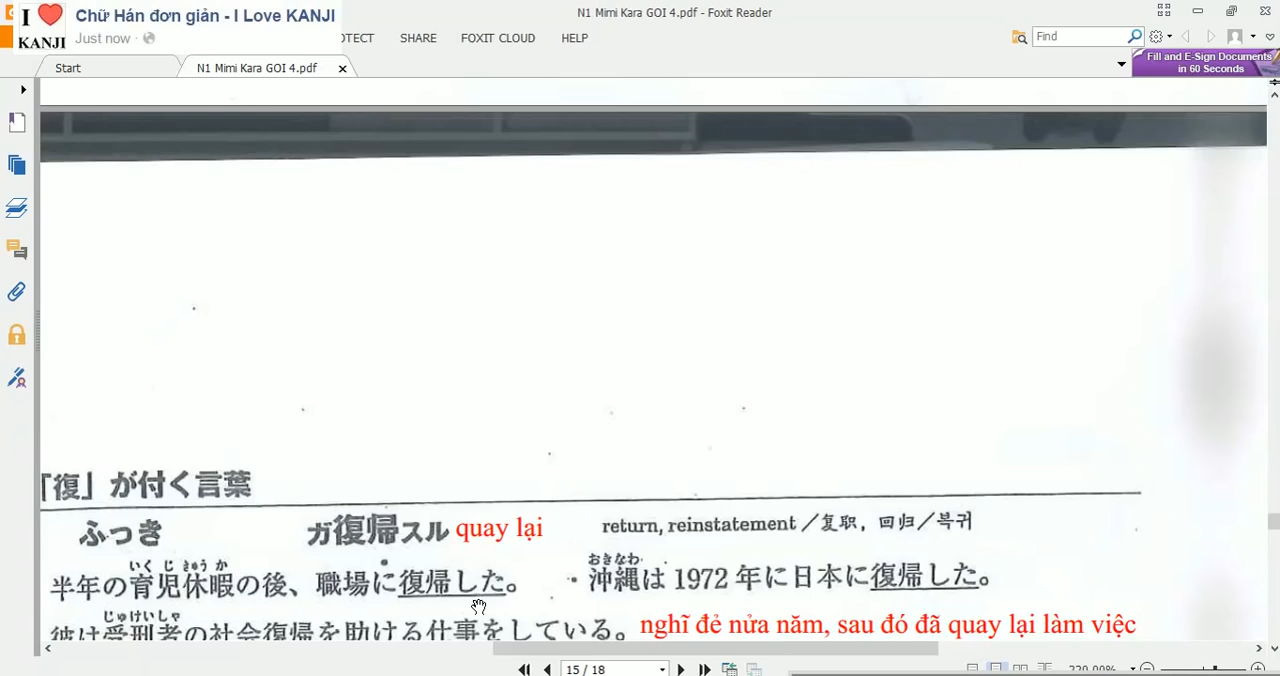 I ❤ KANJI
Chữ Hán đơn giản - I Love KANJI
Just now
N1 Mimi Kara GOI 4.pdf - Foxit Reader
OTECT SHARE FOXIT CLOUD HELP
Find
Start
N1 Mimi Kara GOI 4.pdf
Fill and E-Sign Documents
in 60 Seconds
「復」が付く言葉
ふっき ガ復帰スル quay lại return, reinstatement／复职，回归／복귀
いくじきゅうか おきなわ
半年の育児休暇の後、職場に復帰した。 ・沖縄は 1972 年に日本に復帰した。
じゅけいしゃ
彼は受刑者の社会復帰を助ける仕事をしている。 nghĩ đẻ nửa năm, sau đó đã quay lại làm việc
15 / 18
220.00%